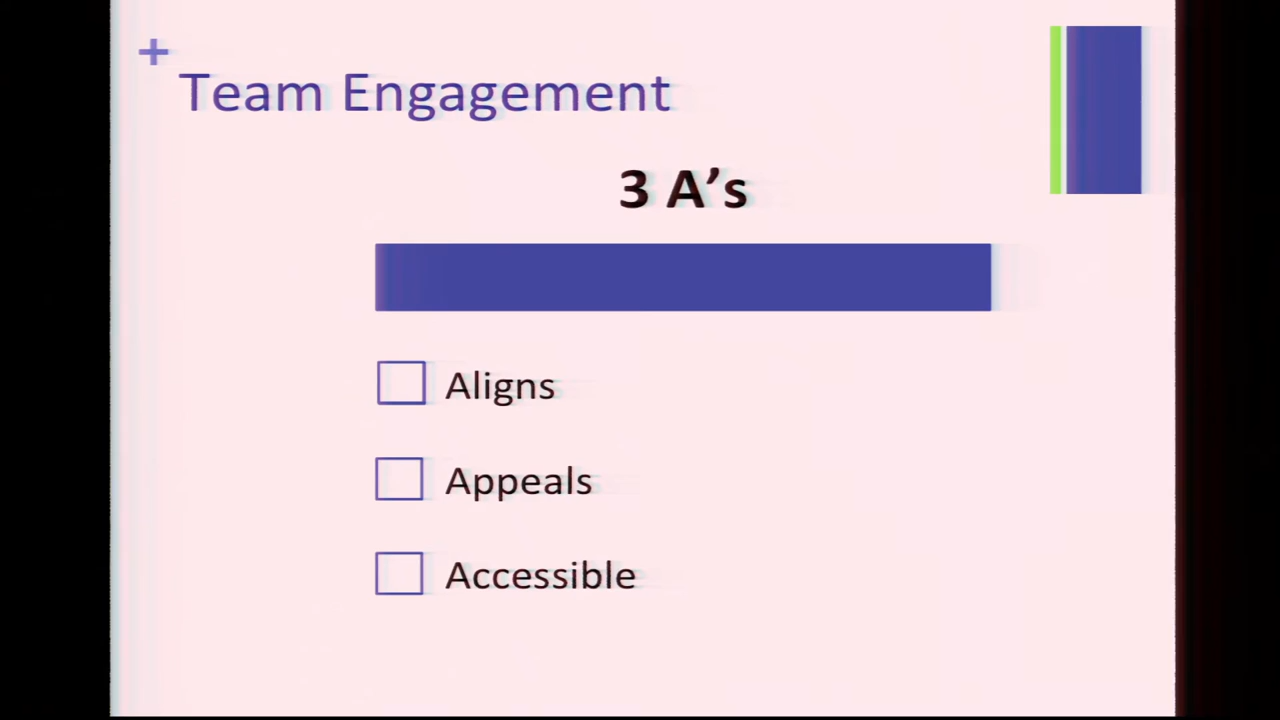 +
Team Engagement
3 A’s
Aligns
Appeals
Accessible